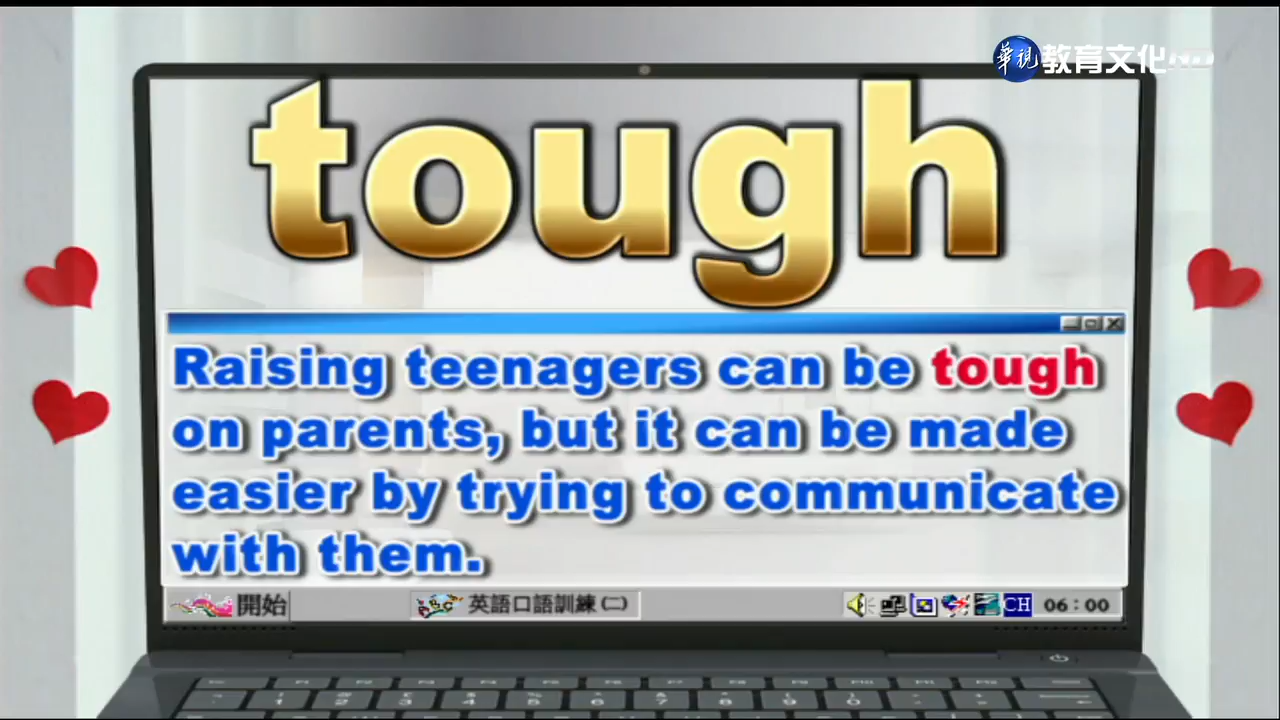 華視 教育文化 HD
tough
Raising teenagers can be tough
on parents, but it can be made
easier by trying to communicate
with them.
開始 英語口語訓練(二) CH 06:00